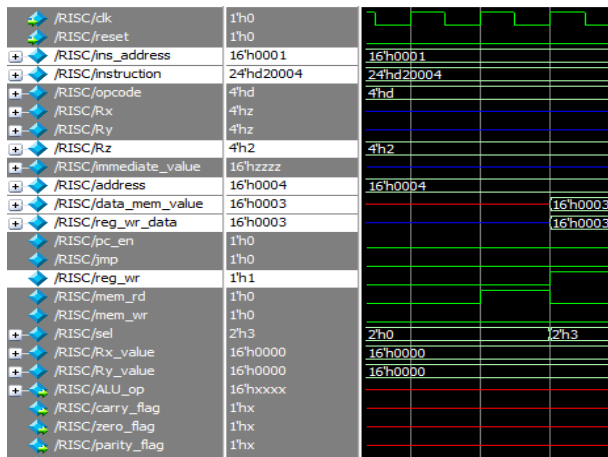 /RISC/clk 1'h0
/RISC/reset 1'h0
/RISC/ins_address 16'h0001 16'h0001
/RISC/instruction 24'hd20004 24'hd20004
/RISC/opcode 4'hd 4'hd
/RISC/Rx 4'hz
/RISC/Ry 4'hz
/RISC/Rz 4'h2 4'h2
/RISC/immediate_value 16'hzzzz
/RISC/address 16'h0004 16'h0004
/RISC/data_mem_value 16'h0003 16'h0003
/RISC/reg_wr_data 16'h0003 16'h0003
/RISC/pc_en 1'h0
/RISC/jmp 1'h0
/RISC/reg_wr 1'h1
/RISC/mem_rd 1'h0
/RISC/mem_wr 1'h0
/RISC/sel 2'h3 2'h0 2'h3
/RISC/Rx_value 16'h0000 16'h0000
/RISC/Ry_value 16'h0000 16'h0000
/RISC/ALU_op 16'hxxxx
/RISC/carry_flag 1'hx
/RISC/zero_flag 1'hx
/RISC/parity_flag 1'hx